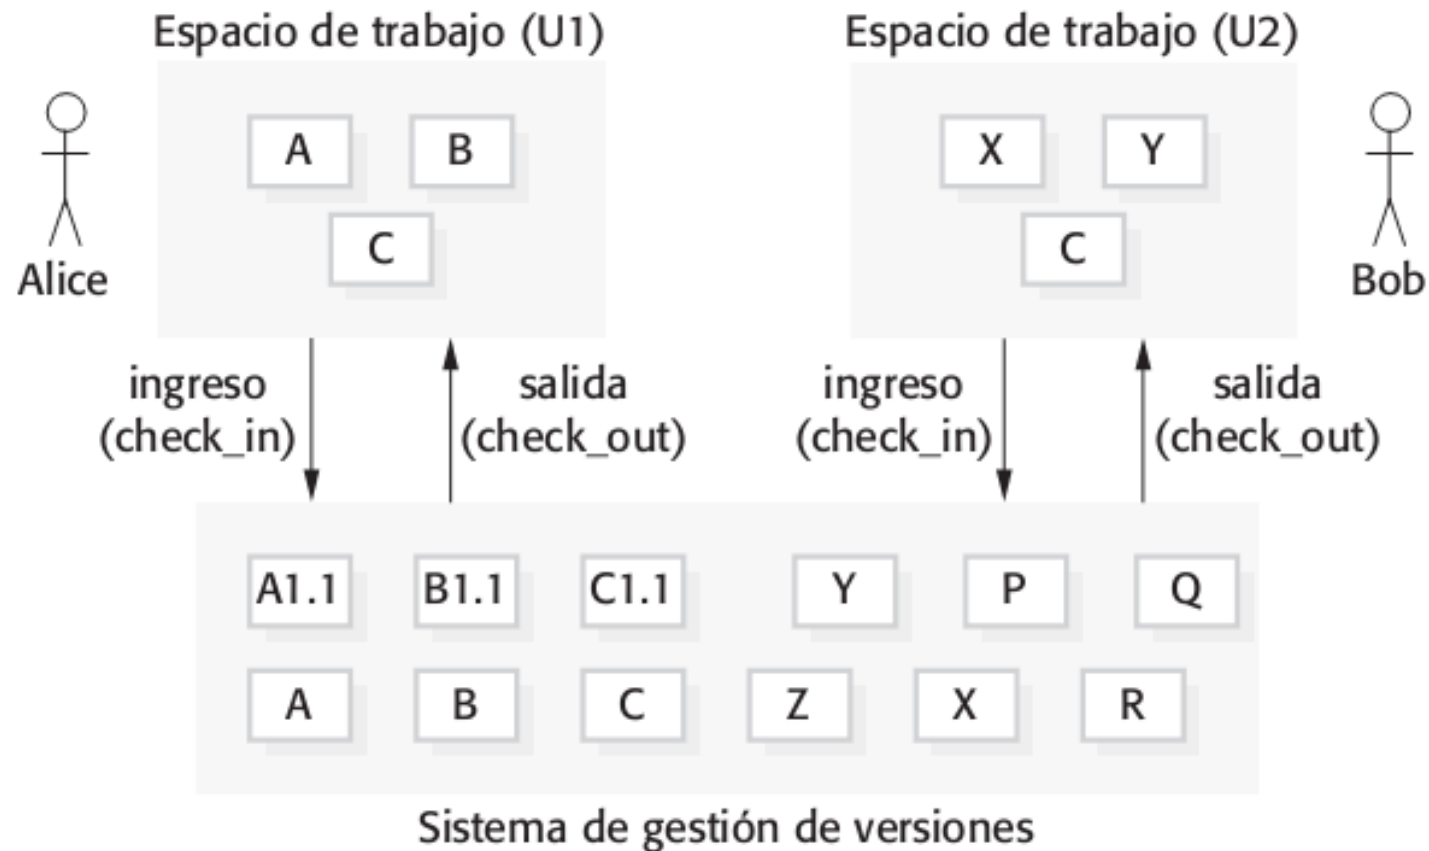 Espacio de trabajo (U1)
Espacio de trabajo (U2)
A
B
X
Y
C
C
Alice
Bob
ingreso
(check_in)
salida
(check_out)
ingreso
(check_in)
salida
(check_out)
A1.1
B1.1
C1.1
Y
P
Q
A
B
C
Z
X
R
Sistema de gestión de versiones